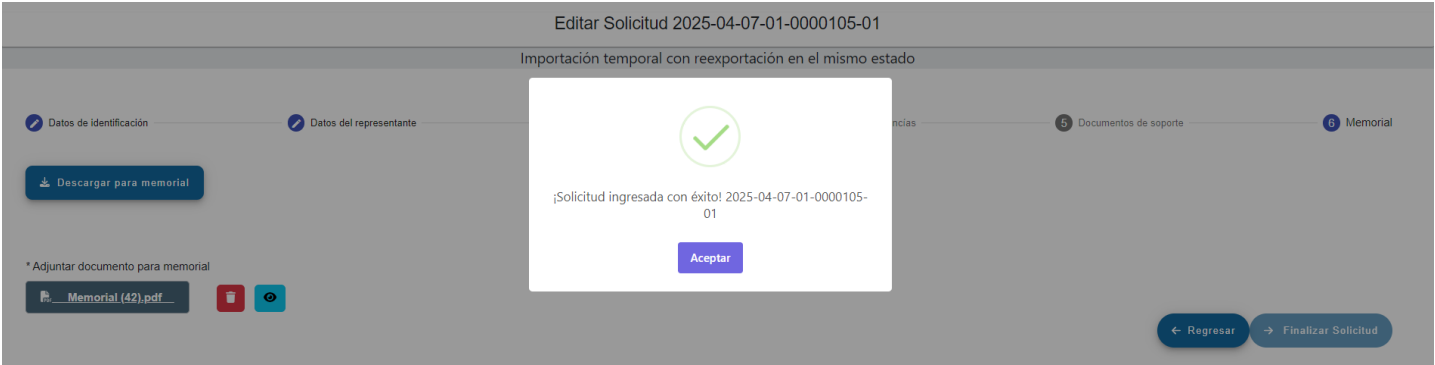 Editar Solicitud 2025-04-07-01-0000105-01
Importación temporal con reexportación en el mismo estado
Datos de identificación
Datos del representante
5 Documentos de soporte
6 Memorial
Descargar para memorial
¡Solicitud ingresada con éxito! 2025-04-07-01-0000105-
01
Aceptar
* Adjuntar documento para memorial
Memorial (42).pdf
Regresar
Finalizar Solicitud